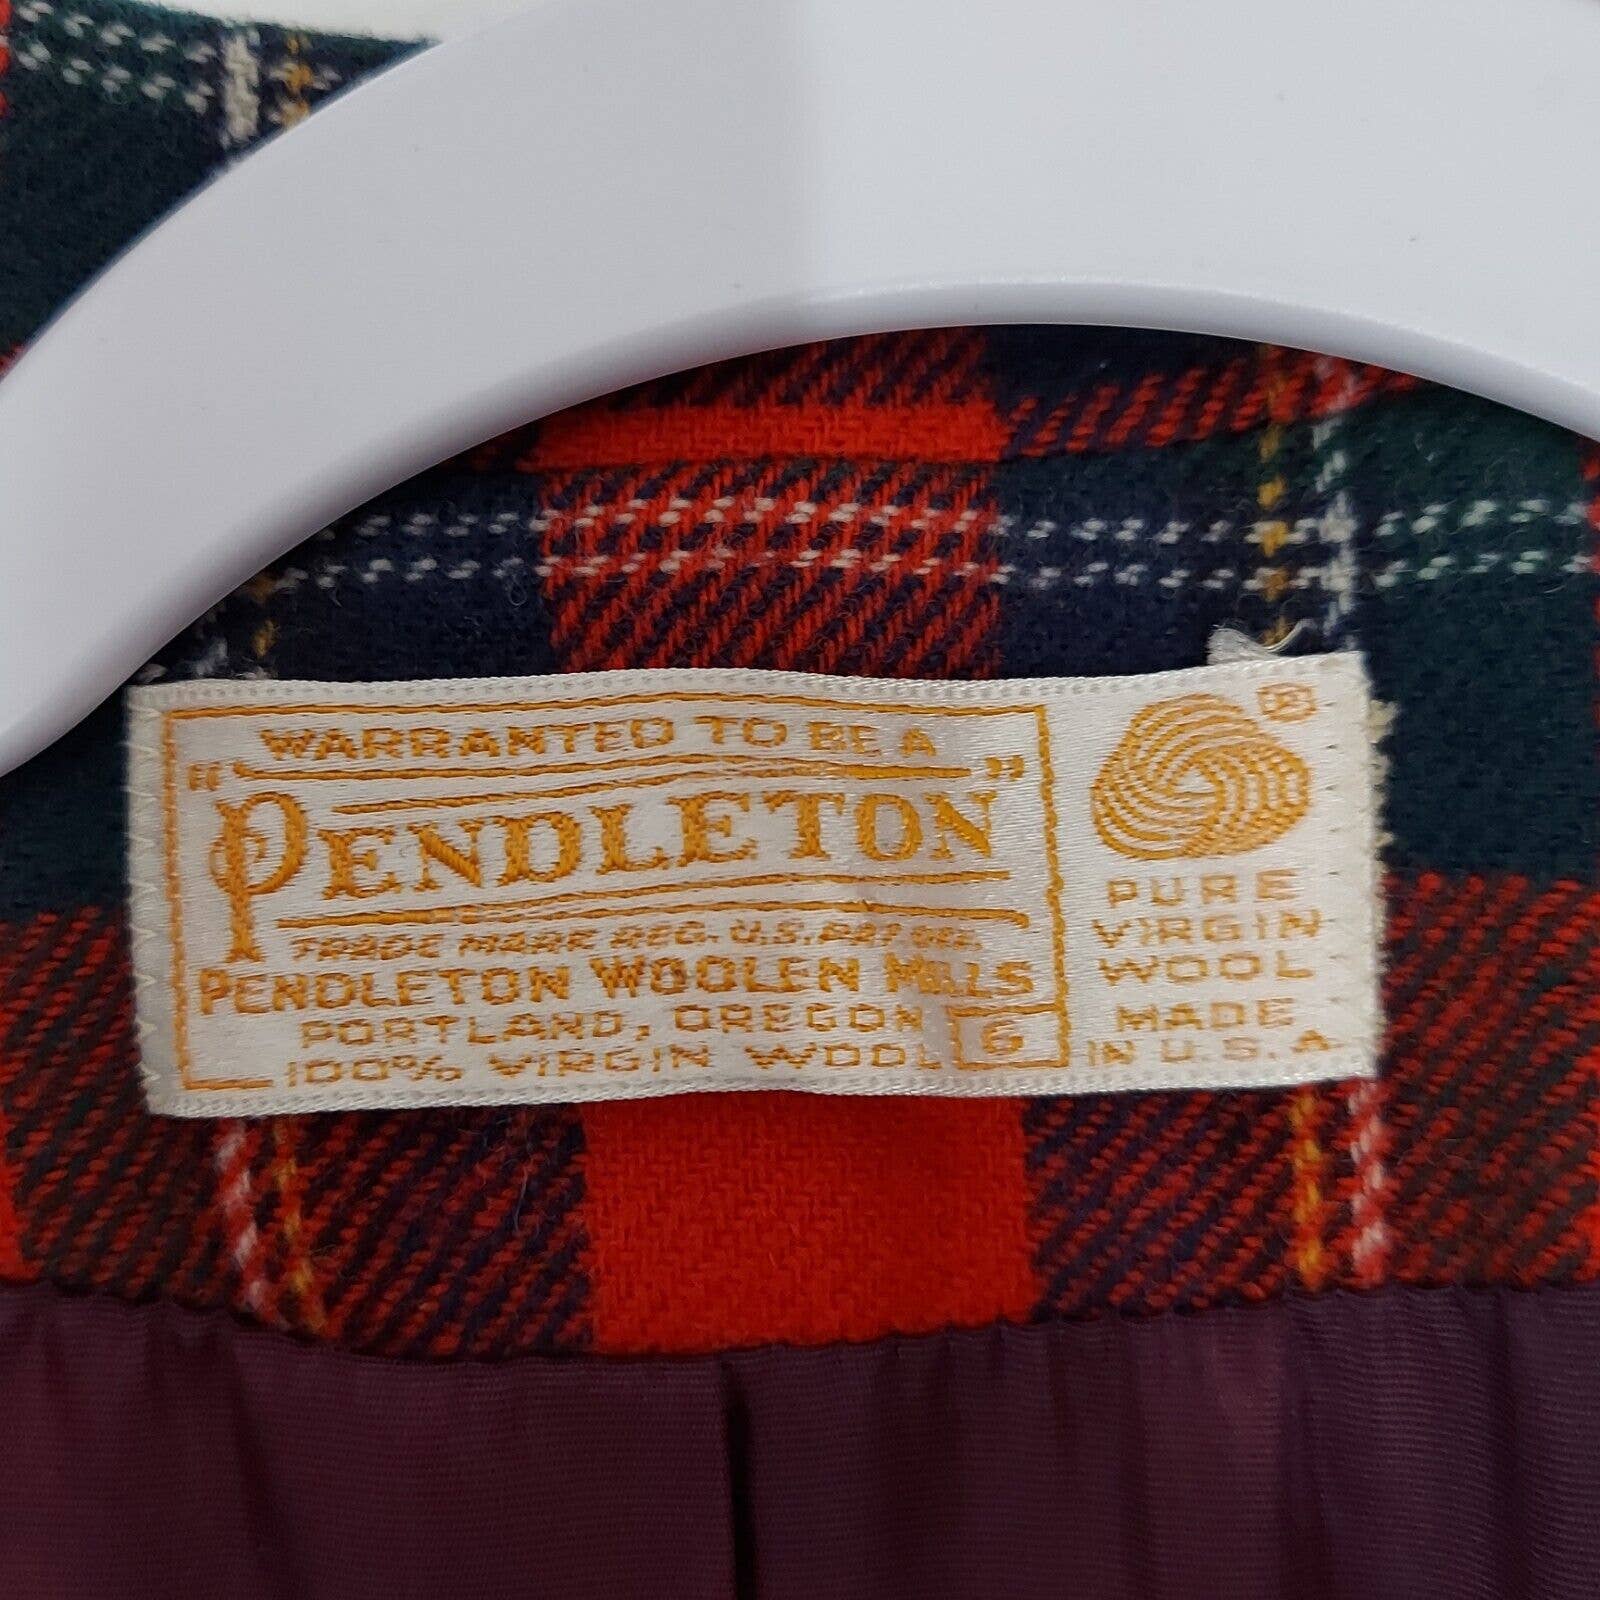 WARRANTED TO BE A
"PENDLETON"
TRADE MARK REG. U.S. PAT. OFF.
PENDLETON WOOLEN MILLS
PORTLAND, OREGON
100% VIRGIN WOOL
6
®
PURE
VIRGIN
WOOL
MADE
IN U.S.A.